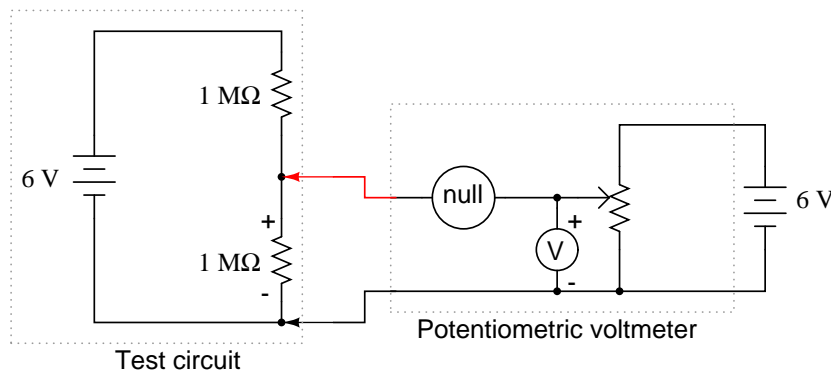 1 MΩ
6 V
+
1 MΩ
-
Test circuit
null
+
V
-
6 V
Potentiometric voltmeter